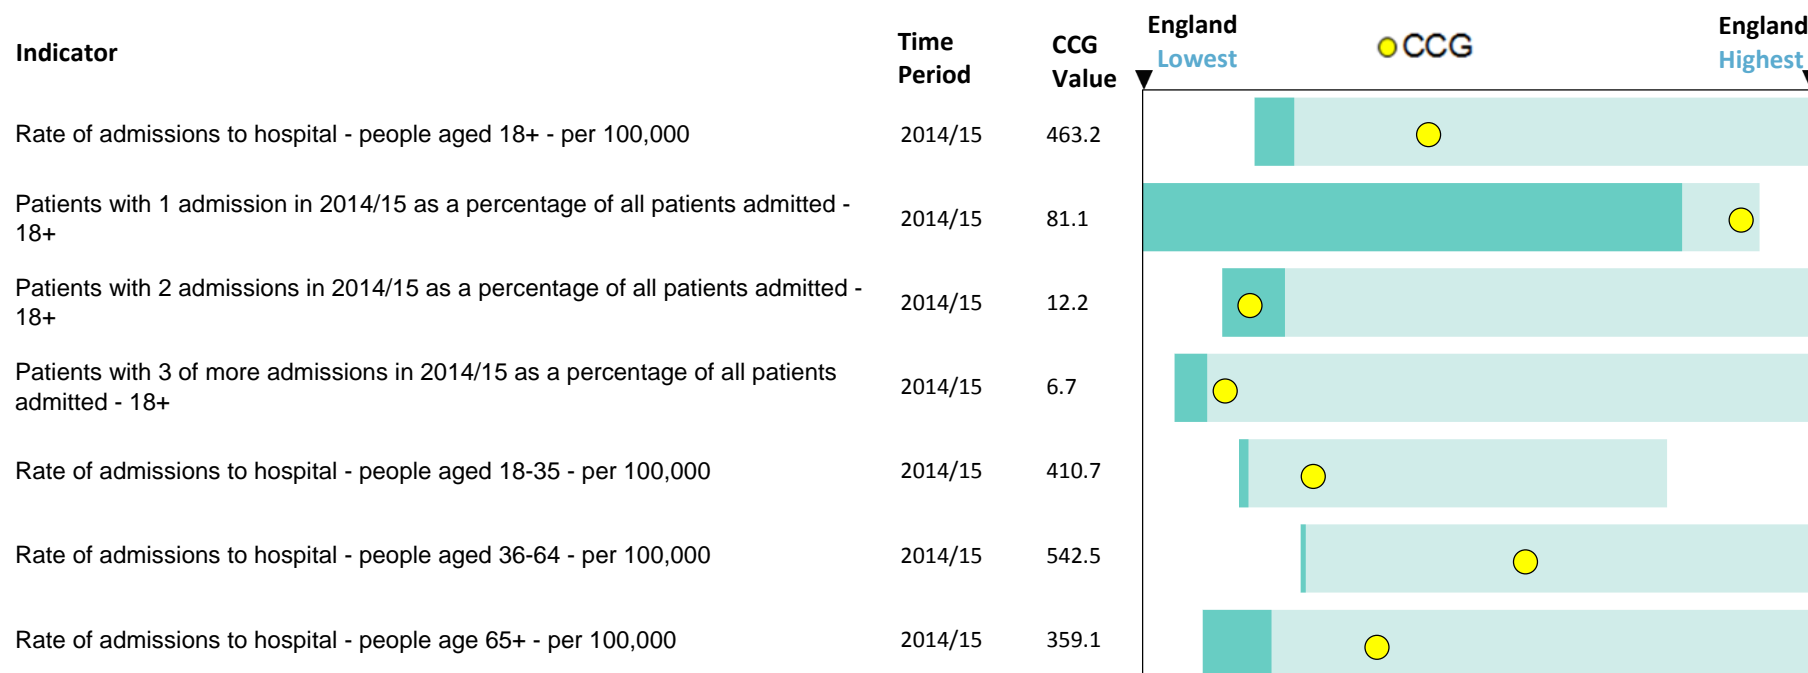 Indicator
Time Period
CCG Value
England Lowest
CCG
England Highest
Rate of admissions to hospital - people aged 18+ - per 100,000 2014/15 463.2
Patients with 1 admission in 2014/15 as a percentage of all patients admitted -
18+
2014/15 81.1
Patients with 2 admissions in 2014/15 as a percentage of all patients admitted -
18+
2014/15 12.2
Patients with 3 of more admissions in 2014/15 as a percentage of all patients
admitted - 18+
2014/15 6.7
Rate of admissions to hospital - people aged 18-35 - per 100,000 2014/15 410.7
Rate of admissions to hospital - people aged 36-64 - per 100,000 2014/15 542.5
Rate of admissions to hospital - people age 65+ - per 100,000 2014/15 359.1